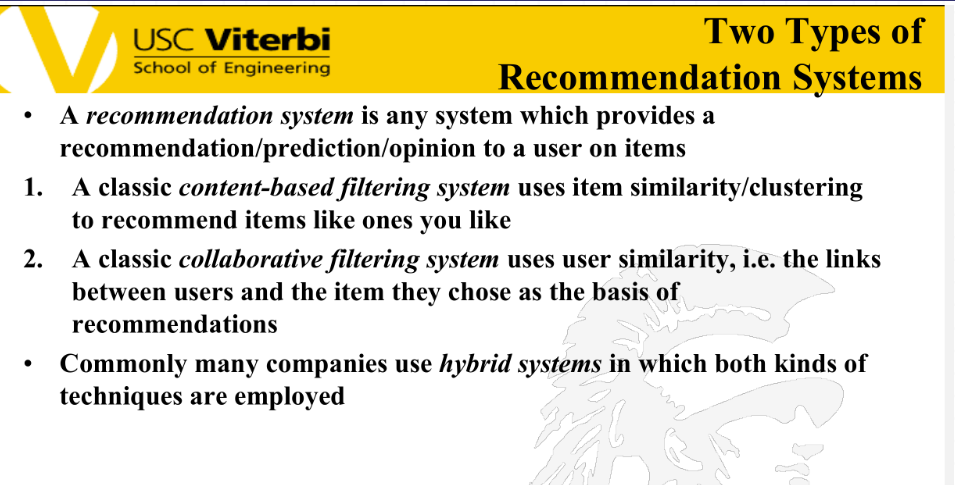 USC Viterbi
School of Engineering
Two Types of
Recommendation Systems
• A recommendation system is any system which provides a
recommendation/prediction/opinion to a user on items
1. A classic content-based filtering system uses item similarity/clustering
to recommend items like ones you like
2. A classic collaborative filtering system uses user similarity, i.e. the links
between users and the item they chose as the basis of
recommendations
• Commonly many companies use hybrid systems in which both kinds of
techniques are employed